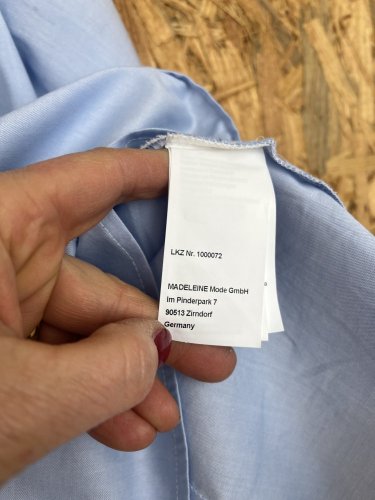 LKZ Nr. 1000072
MADELEINE Mode GmbH
Im Pinderpark 7
90513 Zirndorf
Germany